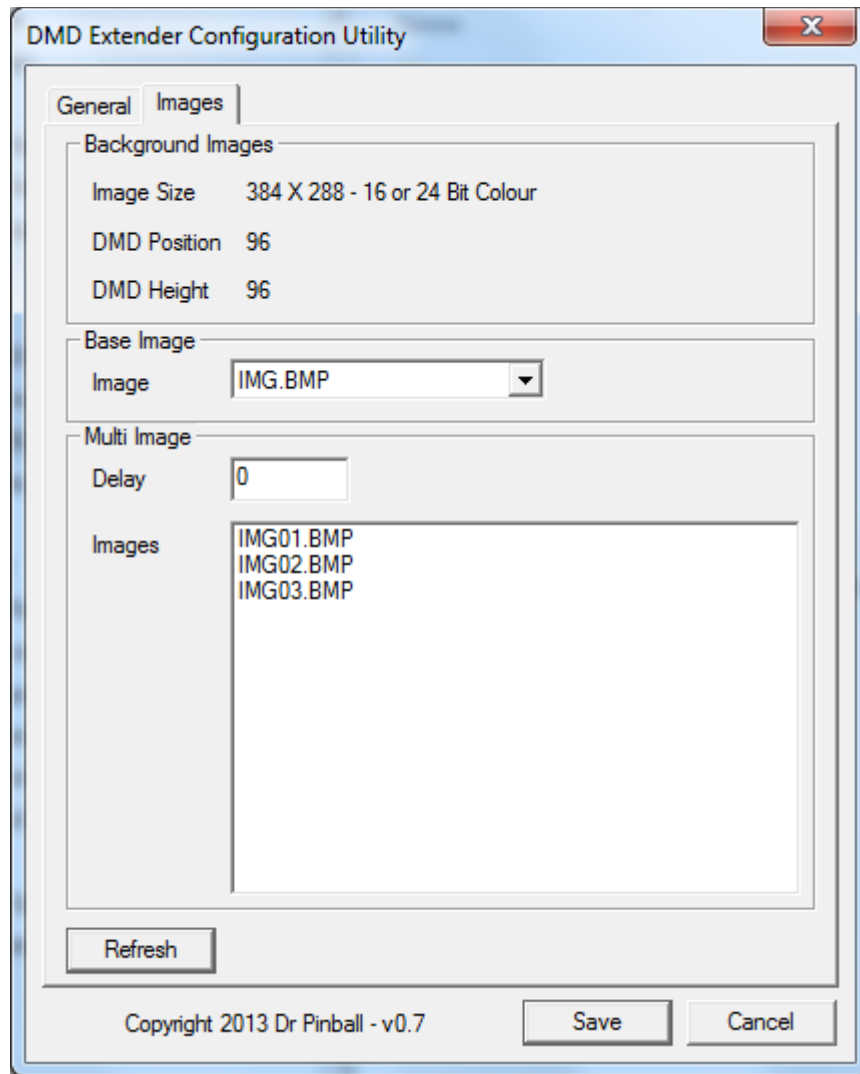 DMD Extender Configuration Utility
General Images
Background Images
Image Size 384 X 288 - 16 or 24 Bit Colour
DMD Position 96
DMD Height 96
Base Image
Image IMG.BMP
Multi Image
Delay 0
Images IMG01.BMP
IMG02.BMP
IMG03.BMP
Refresh
Copyright 2013 Dr Pinball - v0.7 Save Cancel